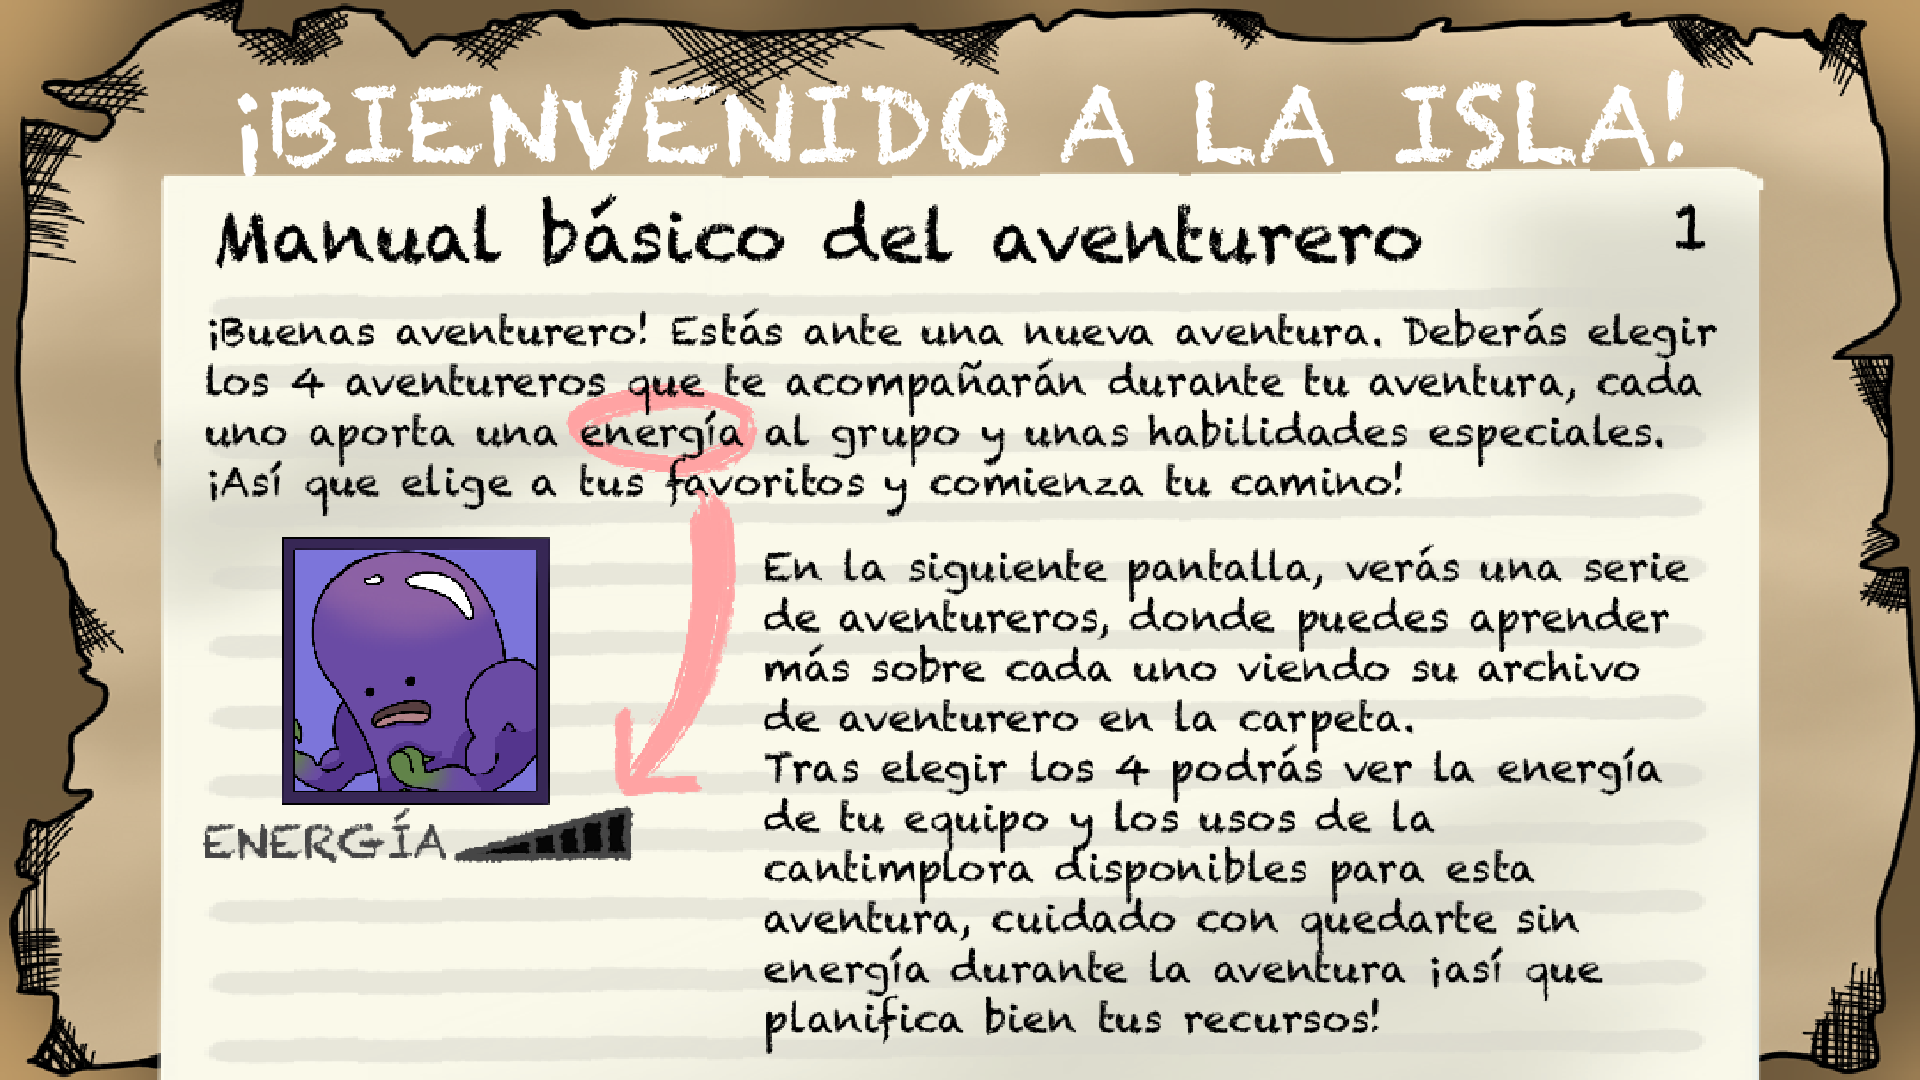 ¡BIENVENIDO A LA ISLA!
Manual básico del aventurero
1
¡Buenas aventurero! Estás ante una nueva aventura. Deberás elegir
los 4 aventureros que te acompañarán durante tu aventura, cada
uno aporta una energía al grupo y unas habilidades especiales.
¡Así que elige a tus favoritos y comienza tu camino!
En la siguiente pantalla, verás una serie
de aventureros, donde puedes aprender
más sobre cada uno viendo su archivo
de aventurero en la carpeta.
Tras elegir los 4 podrás ver la energía
de tu equipo y los usos de la
cantimplora disponibles para esta
aventura, cuidado con quedarte sin
energía durante la aventura ¡así que
planifica bien tus recursos!
ENERGÍA